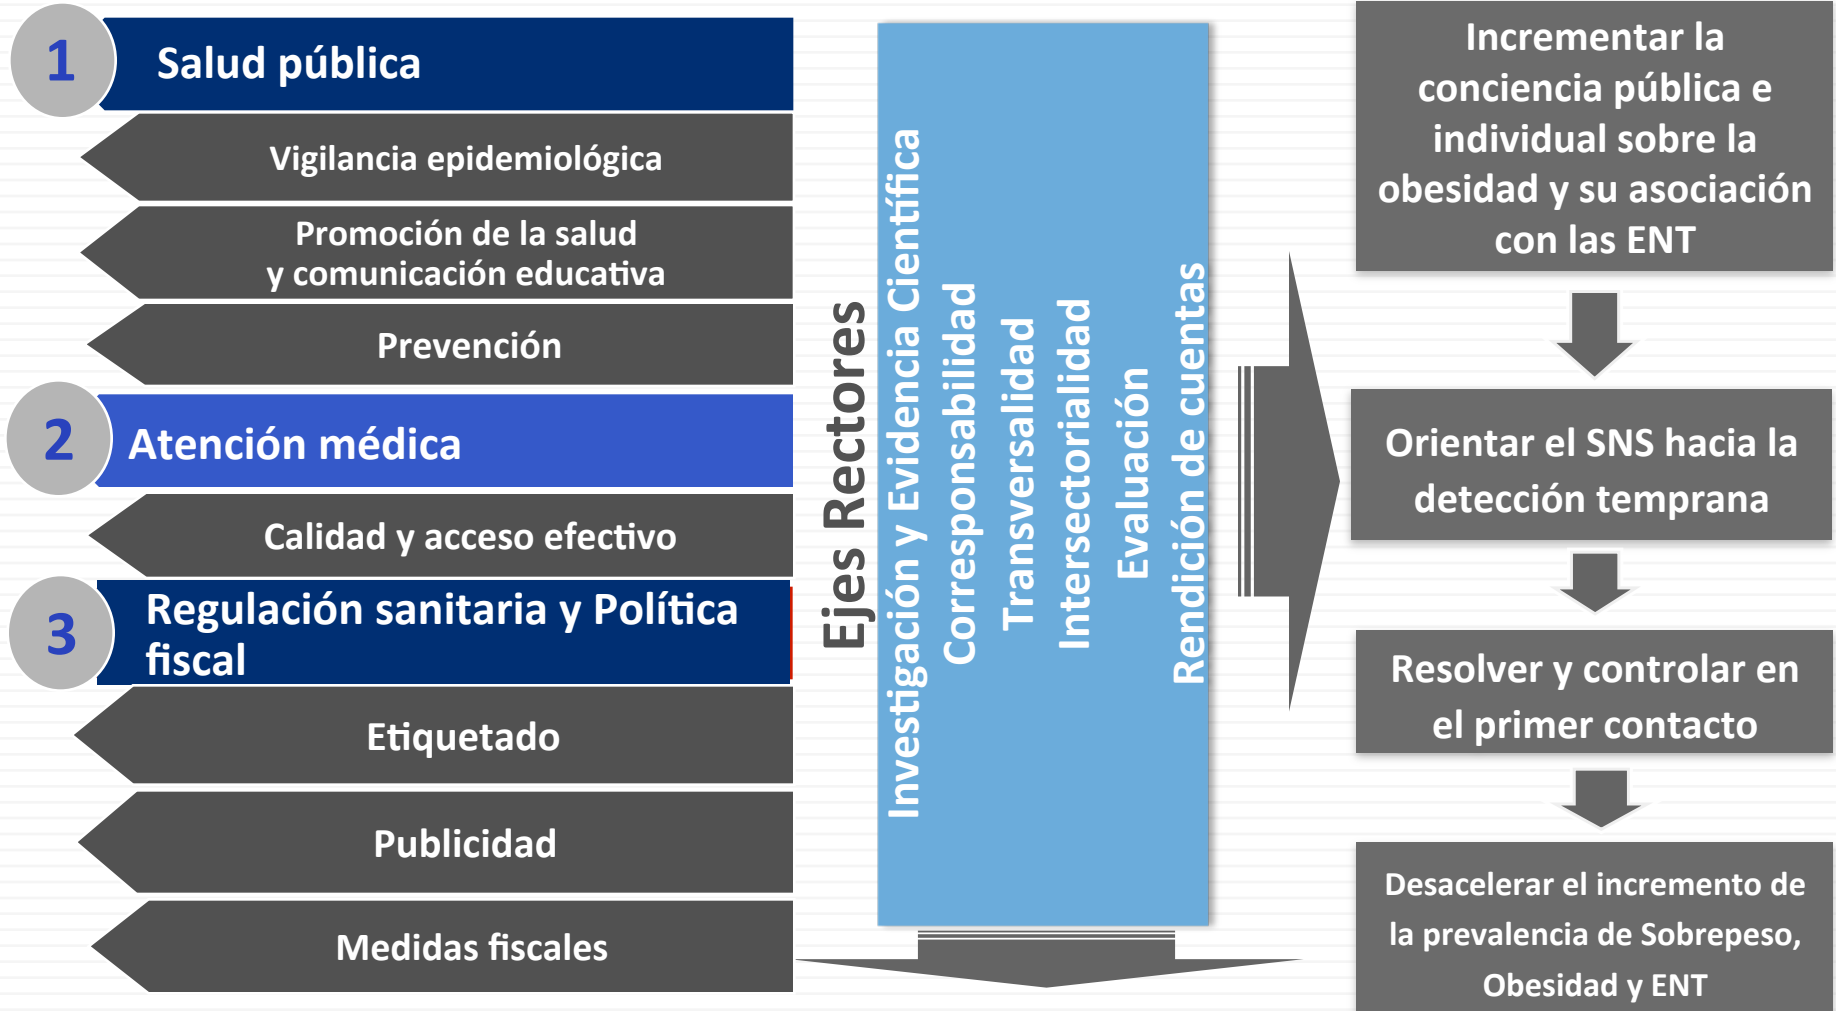 1
Salud pública
Vigilancia epidemiológica
Promoción de la salud
y comunicación educativa
Prevención
2
Atención médica
Calidad y acceso efectivo
3
Regulación sanitaria y Política
fiscal
Etiquetado
Publicidad
Medidas fiscales
Ejes Rectores
Investigación y Evidencia Científica
Corresponsabilidad
Transversalidad
Intersectorialidad
Evaluación
Rendición de cuentas
Incrementar la
conciencia pública e
individual sobre la
obesidad y su asociación
con las ENT
Orientar el SNS hacia la
detección temprana
Resolver y controlar en
el primer contacto
Desacelerar el incremento de
la prevalencia de Sobrepeso,
Obesidad y ENT